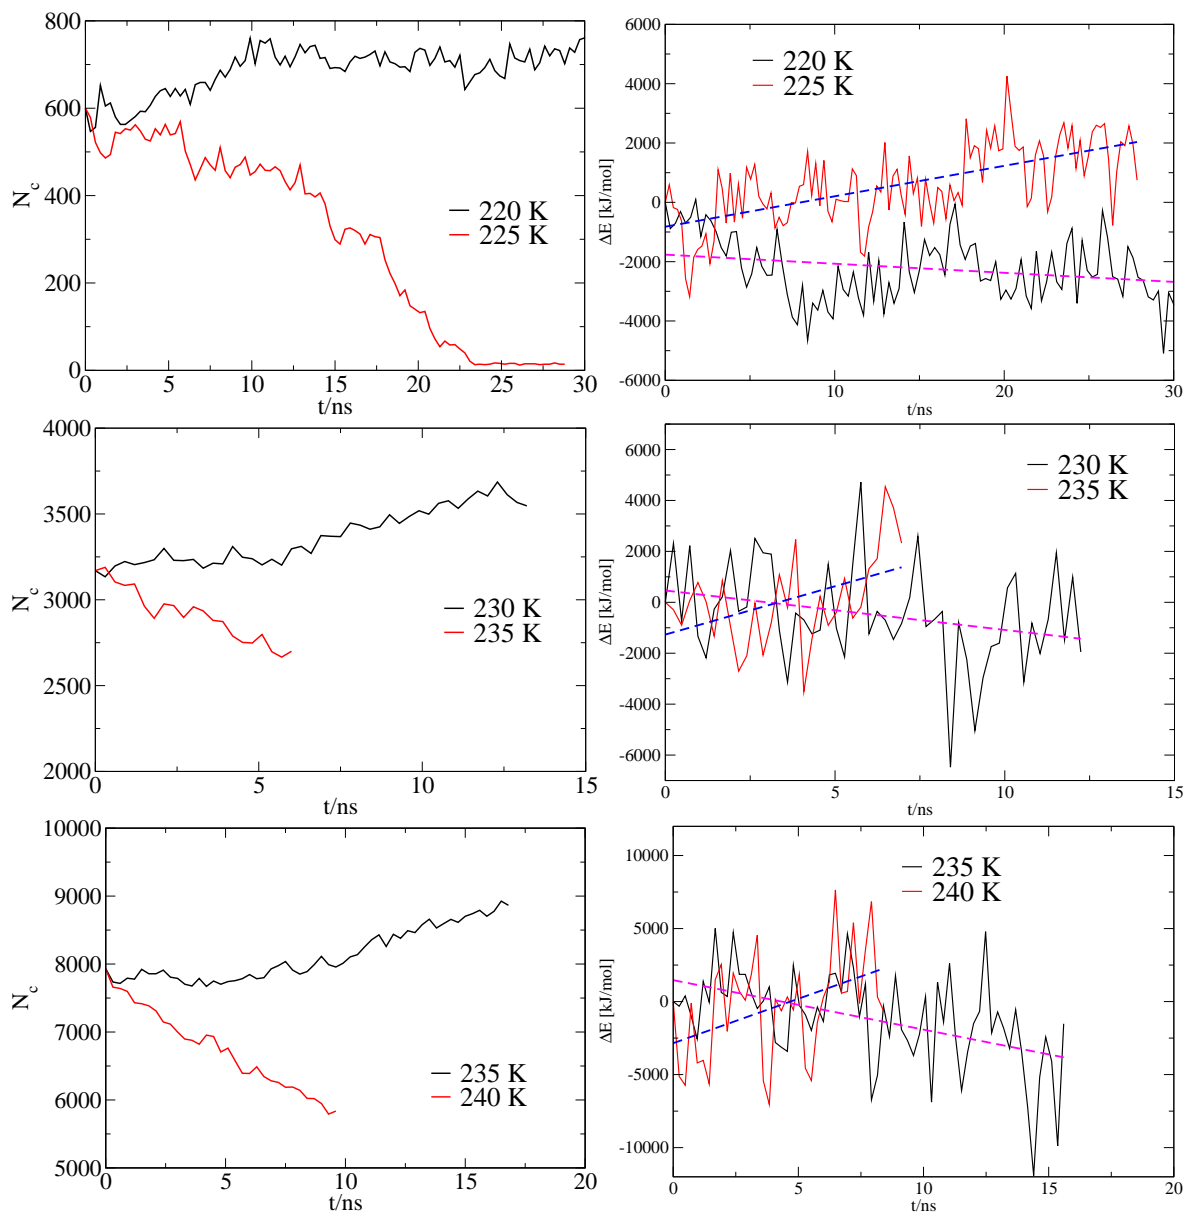 800
600
400
200
0
N_c
220 K
225 K
0 5 10 15 20 25 30
t/ns
6000
4000
2000
0
-2000
-4000
-6000
ΔE [kJ/mol]
220 K
225 K
0 10 20 30
t/ns
4000
3500
3000
2500
2000
N_c
230 K
235 K
0 5 10 15
t/ns
6000
4000
2000
0
-2000
-4000
-6000
ΔE [kJ/mol]
230 K
235 K
0 5 10 15
t/ns
10000
9000
8000
7000
6000
5000
N_c
235 K
240 K
0 5 10 15 20
t/ns
10000
5000
0
-5000
-10000
ΔE [kJ/mol]
235 K
240 K
0 5 10 15 20
t/ns